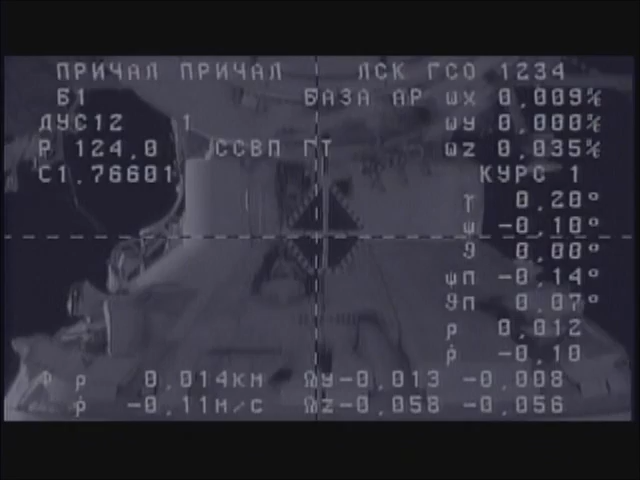 ПРИЧАЛ ПРИЧАЛ ЛСК ГСО 1234
Б1 БАЗА АР ωX 0,009%
ДУС12 1 ωУ 0,000%
Р 124,0 ССВП ГТ ωZ 0,035%
С1.76601 КУРС 1
γ 0,20°
ψ -0,10°
ϑ 0,00°
ψП -0,14°
ϑП 0,07°
ρ 0,012
ρ̇ -0,10
Ф ρ 0,014КМ ΩУ-0,013 -0,008
ρ̇ -0,11М/С ΩZ-0,058 -0,056